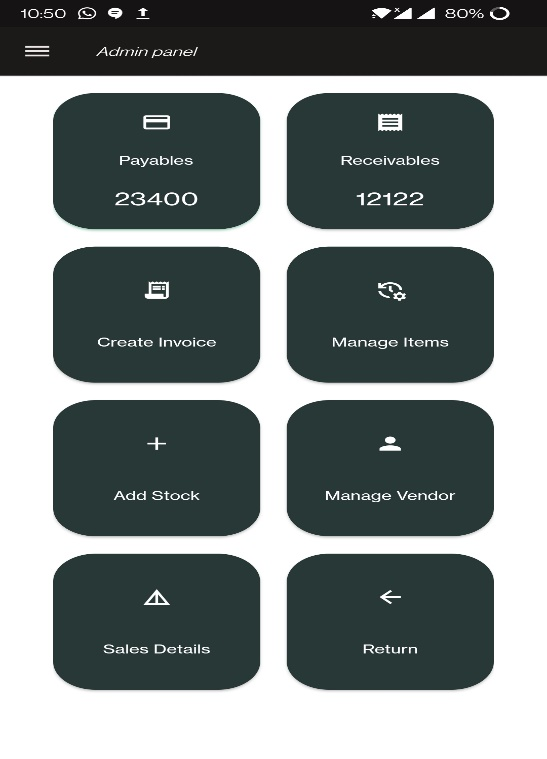 10:50 80%
Admin panel
Payables Receivables
23400 12122
Create Invoice Manage Items
Add Stock Manage Vendor
Sales Details Return